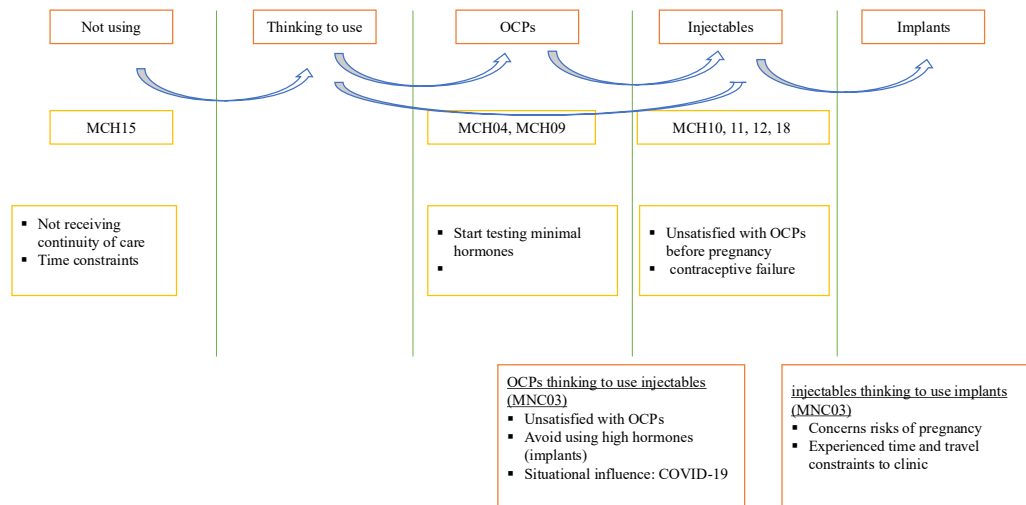 Not using
Thinking to use
OCPs
Injectables
Implants
MCH15
MCH04, MCH09
MCH10, 11, 12, 18
▪ Not receiving
continuity of care
▪ Time constraints
▪ Start testing minimal
hormones
▪
▪ Unsatisfied with OCPs
before pregnancy
▪ contraceptive failure
OCPs thinking to use injectables
(MNC03)
▪ Unsatisfied with OCPs
▪ Avoid using high hormones
(implants)
▪ Situational influence: COVID-19
injectables thinking to use implants
(MNC03)
▪ Concerns risks of pregnancy
▪ Experienced time and travel
constraints to clinic